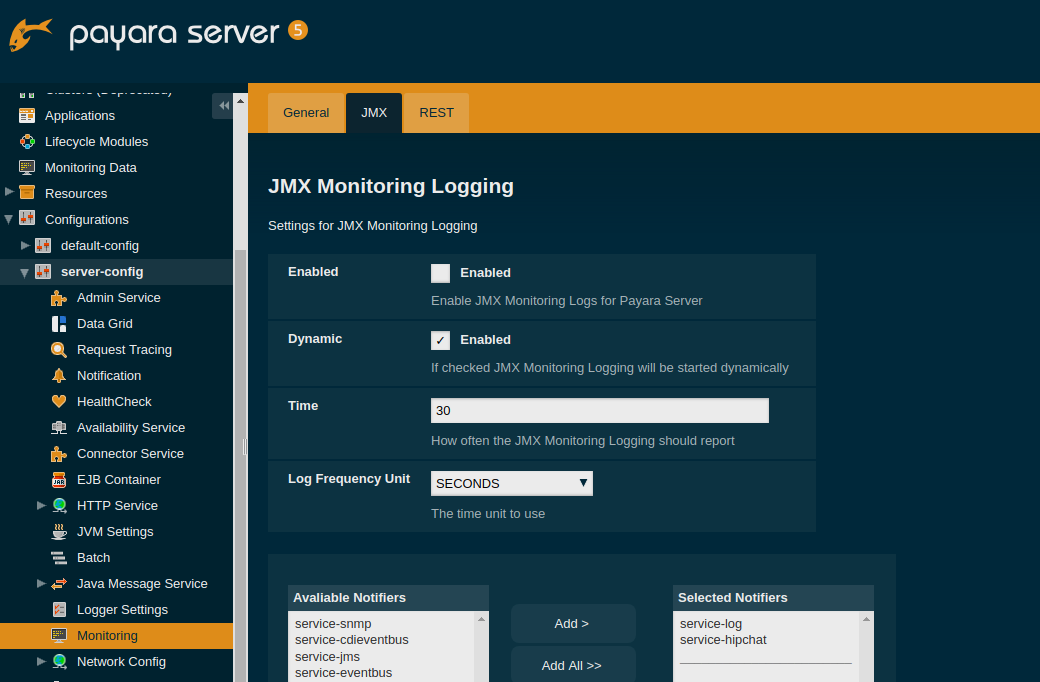 payara server 5
Clusters (Deprecated)
Applications
Lifecycle Modules
Monitoring Data
Resources
Configurations
default-config
server-config
Admin Service
Data Grid
Request Tracing
Notification
HealthCheck
Availability Service
Connector Service
EJB Container
HTTP Service
JVM Settings
Batch
Java Message Service
Logger Settings
Monitoring
Network Config
General
JMX
REST
JMX Monitoring Logging
Settings for JMX Monitoring Logging
Enabled
Enabled
Enable JMX Monitoring Logs for Payara Server
Dynamic
✓ Enabled
If checked JMX Monitoring Logging will be started dynamically
Time
30
How often the JMX Monitoring Logging should report
Log Frequency Unit
SECONDS
The time unit to use
Avaliable Notifiers
service-snmp
service-cdieventbus
service-jms
service-eventbus
Add >
Add All >>
Selected Notifiers
service-log
service-hipchat